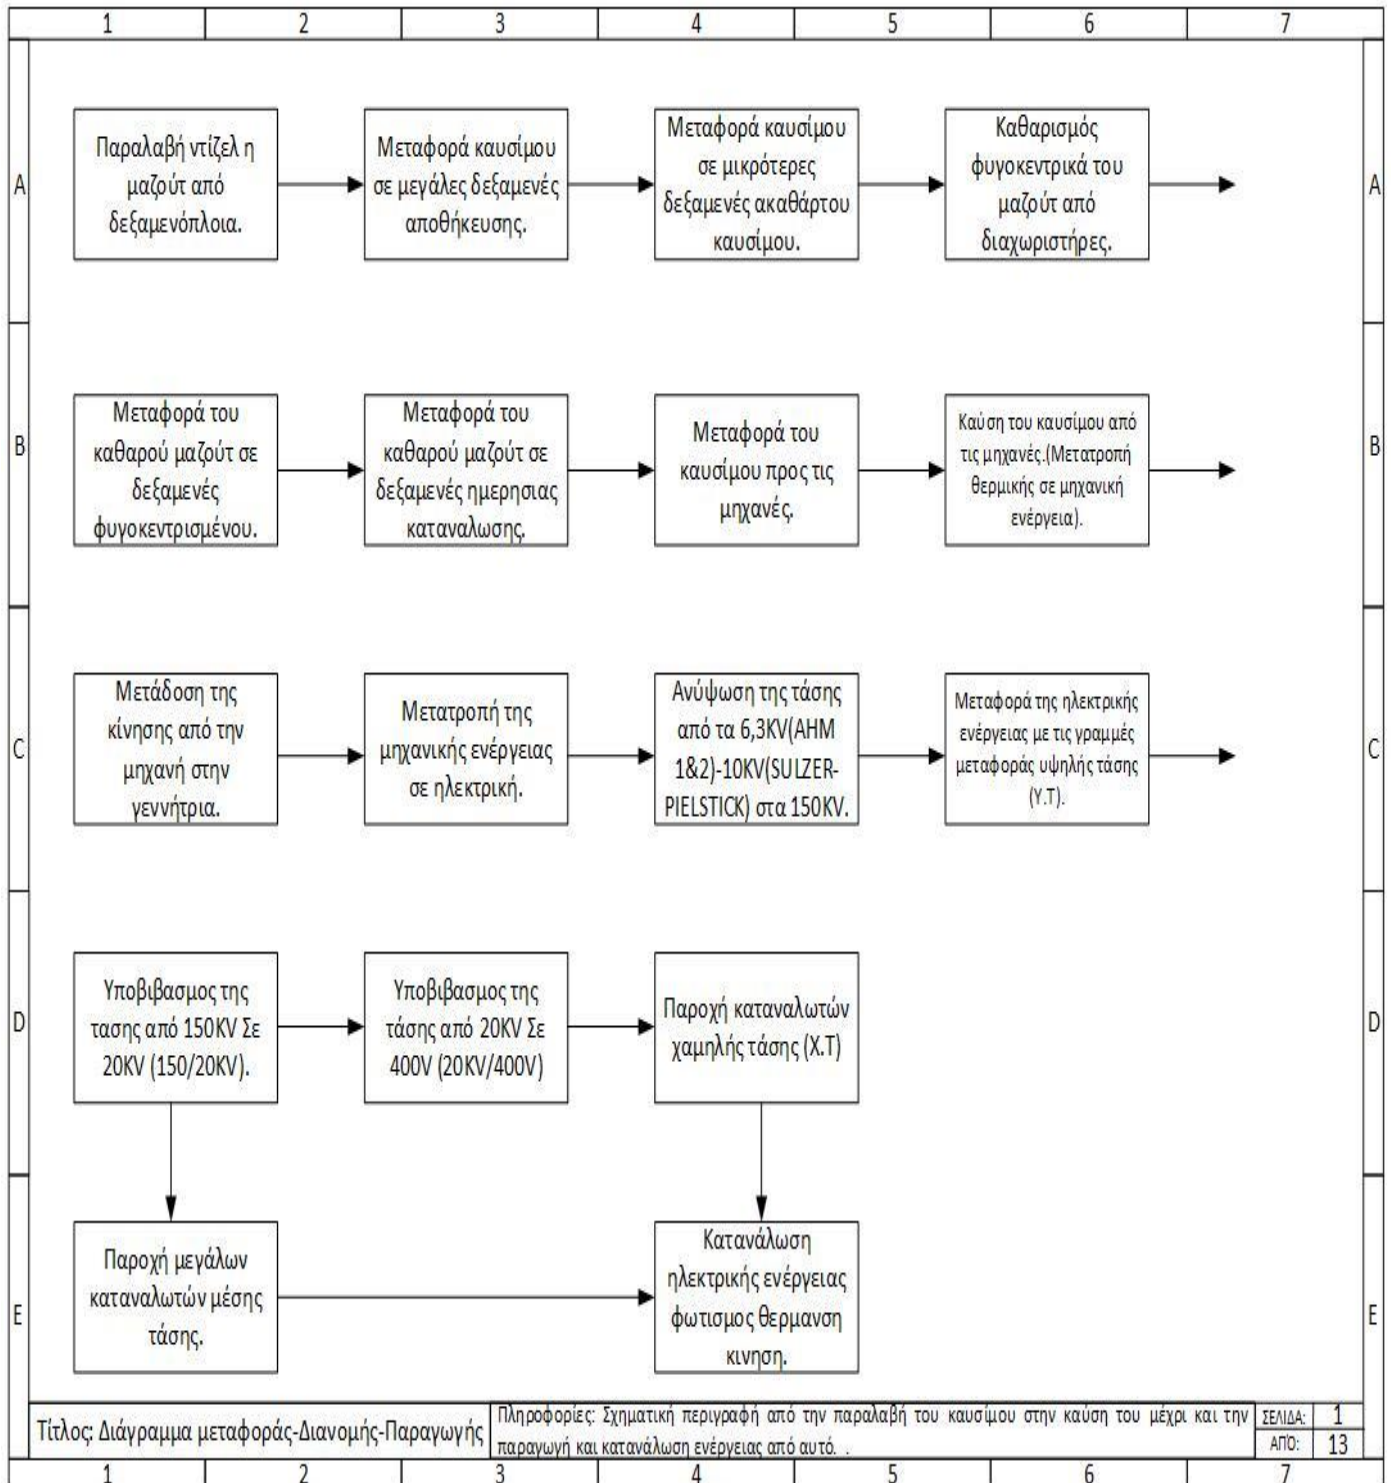 1 2 3 4 5 6 7
A
Παραλαβή ντίζελ η
μαζούτ από
δεξαμενόπλοια.
Μεταφορά καυσίμου
σε μεγάλες δεξαμενές
αποθήκευσης.
Μεταφορά καυσίμου
σε μικρότερες
δεξαμενές ακαθάρτου
καυσίμου.
Καθαρισμός
φυγοκεντρικά του
μαζούτ από
διαχωριστήρες.
A
B
Μεταφορά του
καθαρού μαζούτ σε
δεξαμενές
φυγοκεντρισμένου.
Μεταφορά του
καθαρού μαζούτ σε
δεξαμενές ημερησιας
καταναλωσης.
Μεταφορά του
καυσίμου προς τις
μηχανές.
Καύση του καυσίμου από
τις μηχανές.(Μετατροπή
θερμικής σε μηχανική
ενέργεια).
B
C
Μετάδοση της
κίνησης από την
μηχανή στην
γεννήτρια.
Μετατροπή της
μηχανικής ενέργειας
σε ηλεκτρική.
Ανύψωση της τάσης
από τα 6,3KV(ΑΗΜ
1&2)-10KV(SULZER-
PIELSTICK) στα 150KV.
Μεταφορά της ηλεκτρικής
ενέργειας με τις γραμμές
μεταφοράς υψηλής τάσης
(Υ.Τ).
C
D
Υποβιβασμος της
τασης από 150KV Σε
20KV (150/20KV).
Υποβιβασμος της
τάσης από 20KV Σε
400V (20KV/400V)
Παροχή καταναλωτών
χαμηλής τάσης (Χ.Τ)
D
E
Παροχή μεγάλων
καταναλωτών μέσης
τάσης.
Κατανάλωση
ηλεκτρικής ενέργειας
φωτισμος θερμανση
κινηση.
E
Τίτλος: Διάγραμμα μεταφοράς-Διανομής-Παραγωγής
Πληροφορίες: Σχηματική περιγραφή από την παραλαβή του καυσίμου στην καύση του μέχρι και την
παραγωγή και κατανάλωση ενέργειας από αυτό. .
ΣΕΛΙΔΑ: 1
ΑΠΌ: 13
1 2 3 4 5 6 7